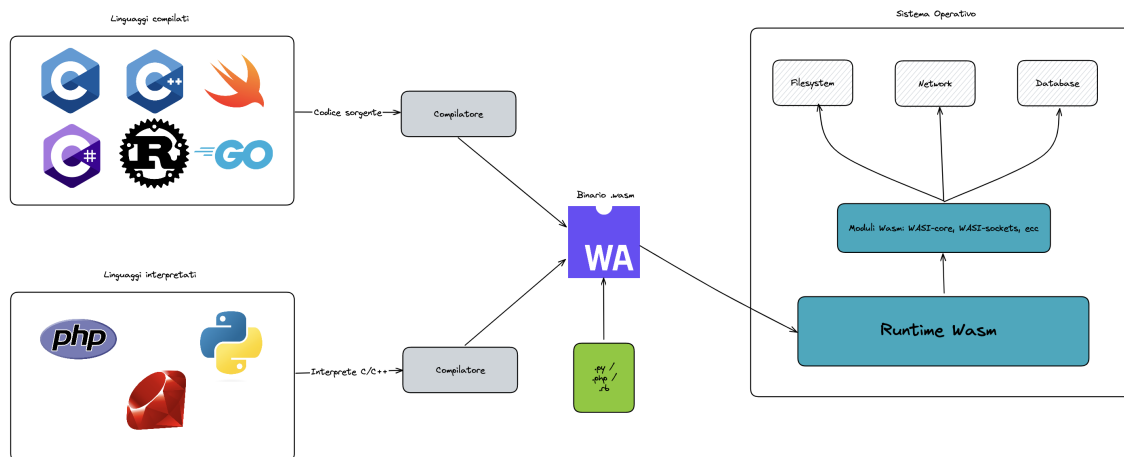 Linguaggi compilati
C
C++
C#
R
GO
Codice sorgente
Compilatore
Linguaggi interpretati
php
Interprete C/C++
Compilatore
Binario .wasm
WA
.py /
.php /
.rb
Sistema Operativo
Filesystem
Network
Database
Moduli Wasm: WASI-core, WASI-sockets, ecc
Runtime Wasm